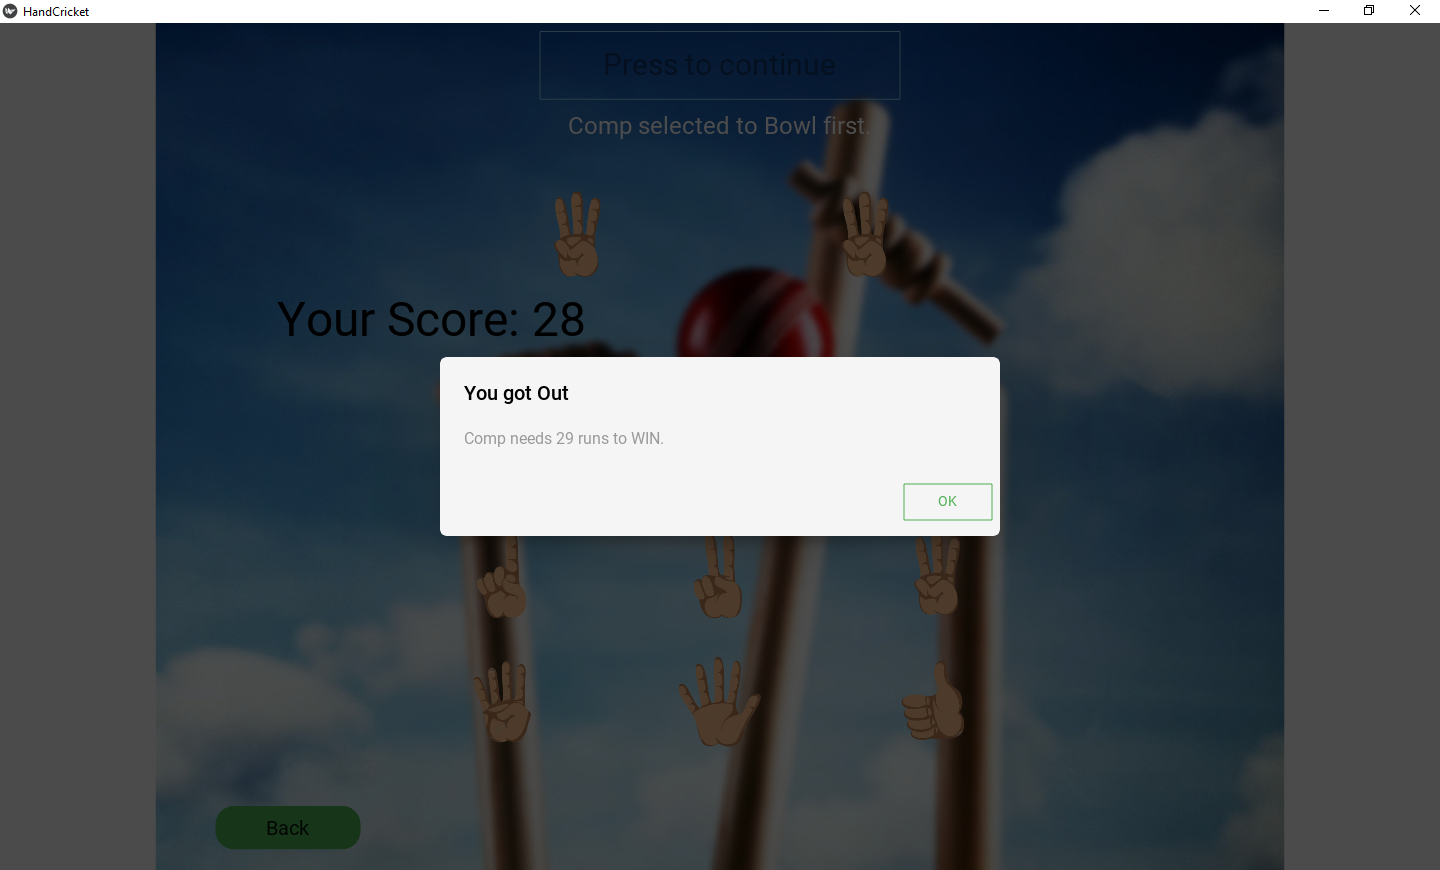 HandCricket
Press to continue
Comp selected to Bowl first.
Your Score: 28
You got Out
Comp needs 29 runs to WIN.
OK
Back